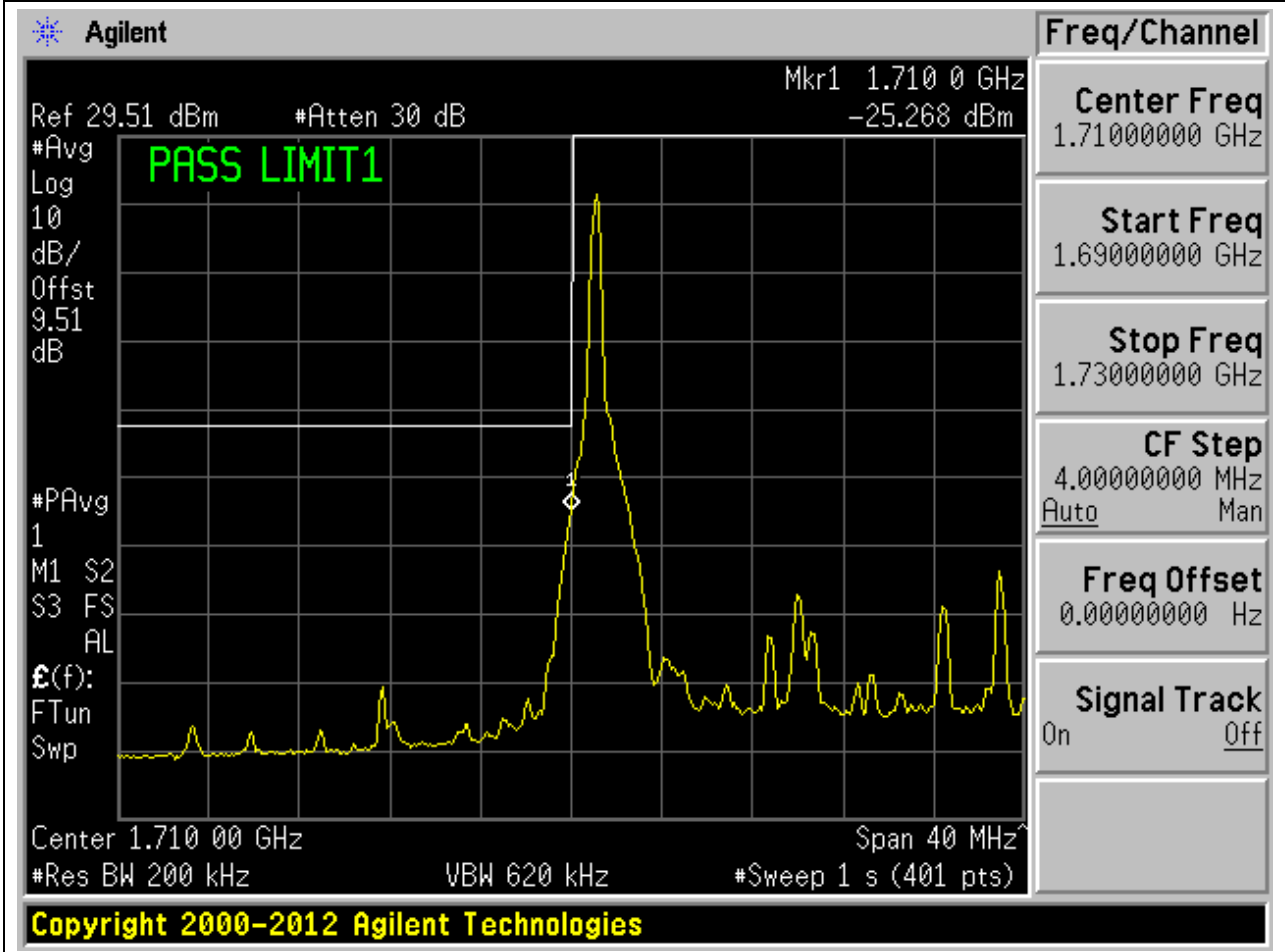 Agilent
Freq/Channel
Mkr1 1.710 0 GHz
Ref 29.51 dBm #Atten 30 dB -25.268 dBm
#Avg
Log
10
dB/
Offst
9.51
dB
PASS LIMIT1
1
#PAvg
1
M1 S2
S3 FS
AL
£(f):
FTun
Swp
Center 1.710 00 GHz Span 40 MHz^
#Res BW 200 kHz VBW 620 kHz #Sweep 1 s (401 pts)
Center Freq
1.71000000 GHz
Start Freq
1.69000000 GHz
Stop Freq
1.73000000 GHz
CF Step
4.00000000 MHz
Auto Man
Freq Offset
0.00000000 Hz
Signal Track
On Off
Copyright 2000-2012 Agilent Technologies